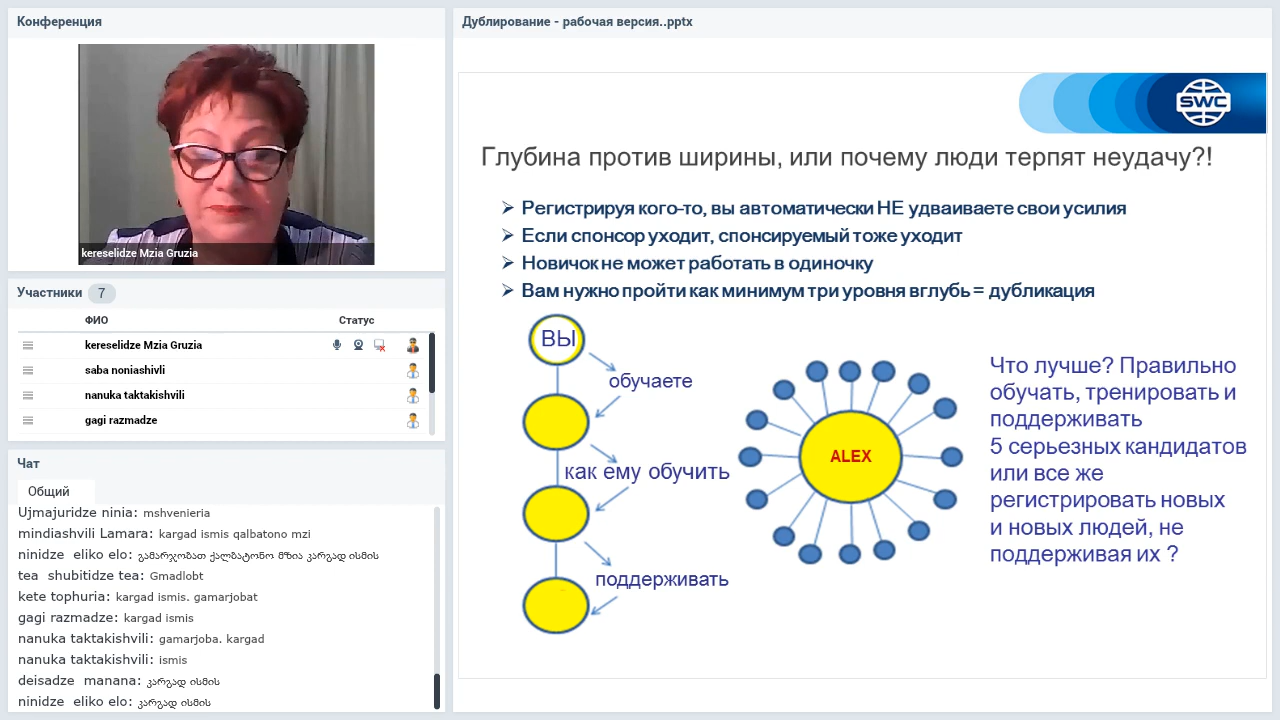 Конференция
kereselidze Mzia Gruzia
Участники 7
ФИО Статус
kereselidze Mzia Gruzia
saba noniashivli
nanuka taktakishvili
gagi razmadze
Чат
Общий
Ujmajuridze ninia: mshvenieria
mindiashvili Lamara: kargad ismis qalbatono mzi
ninidze eliko elo: გამარჯობათ ქალბატონო მზია კარგად ისმის
tea shubitidze tea: Gmadlobt
kete tophuria: kargad ismis. gamarjobat
gagi razmadze: kargad ismis
nanuka taktakishvili: gamarjoba. kargad
nanuka taktakishvili: ismis
deisadze manana: კარგად ისმის
ninidze eliko elo: კარგად ისმის
Дублирование - рабочая версия..pptx
SWC
Глубина против ширины, или почему люди терпят неудачу?!
Регистрируя кого-то, вы автоматически НЕ удваиваете свои усилия
Если спонсор уходит, спонсируемый тоже уходит
Новичок не может работать в одиночку
Вам нужно пройти как минимум три уровня вглубь = дубликация
ВЫ
обучаете
как ему обучить
поддерживать
ALEX
Что лучше? Правильно
обучать, тренировать и
поддерживать
5 серьезных кандидатов
или все же
регистрировать новых
и новых людей, не
поддерживая их ?